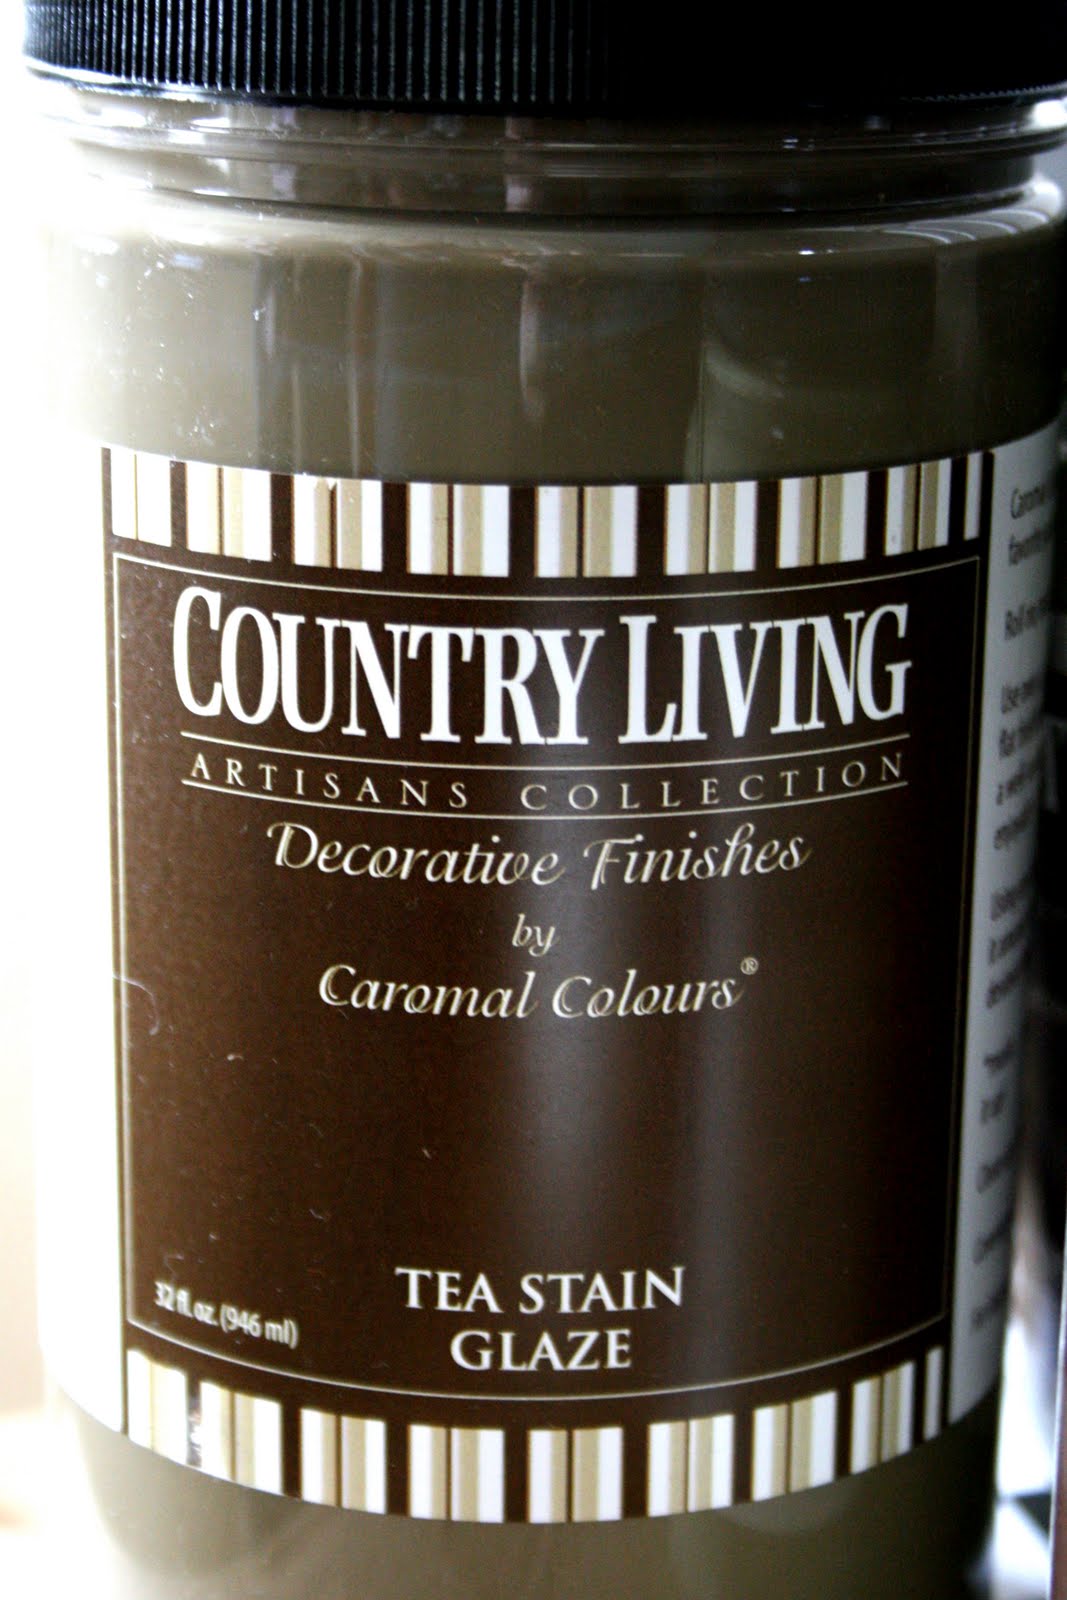 COUNTRY LIVING
ARTISANS COLLECTION
Decorative Finishes
by
Caromal Colours®
TEA STAIN
GLAZE
32 fl. oz. (946 ml)